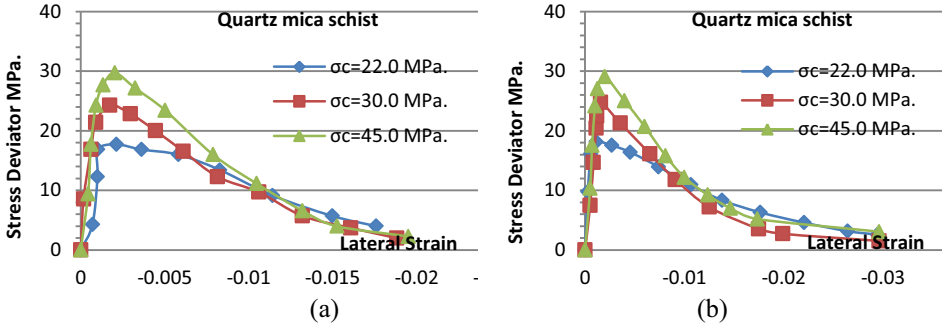 Quartz mica schist
Stress Deviator MPa.
40
30
20
10
0
σc=22.0 MPa.
σc=30.0 MPa.
σc=45.0 MPa.
Lateral Strain
0 -0.005 -0.01 -0.015 -0.02 -
(a)
Quartz mica schist
Stress Deviator MPa.
40
30
20
10
0
σc=22.0 MPa.
σc=30.0 MPa.
σc=45.0 MPa.
Lateral Strain
0 -0.01 -0.02 -0.03
(b)